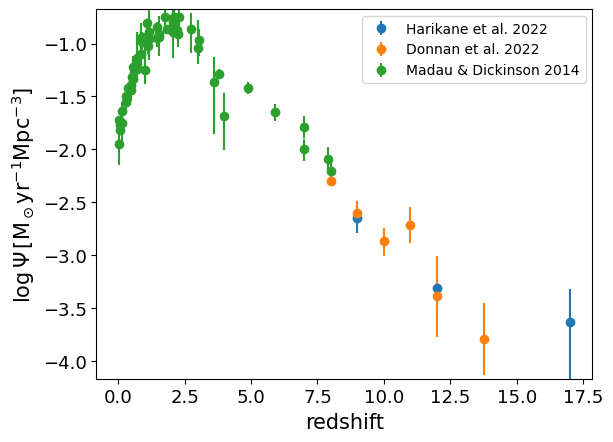 Harikane et al. 2022
Donnan et al. 2022
Madau & Dickinson 2014
log Ψ [M_⊙yr⁻¹Mpc⁻³]
−1.0
−1.5
−2.0
−2.5
−3.0
−3.5
−4.0
0.0 2.5 5.0 7.5 10.0 12.5 15.0 17.5
redshift